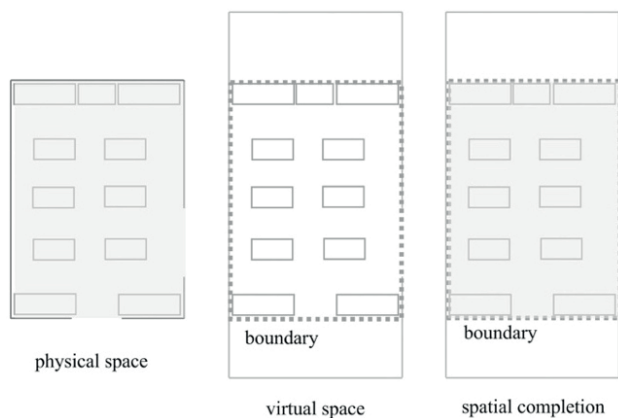 boundary
boundary
physical space
virtual space
spatial completion